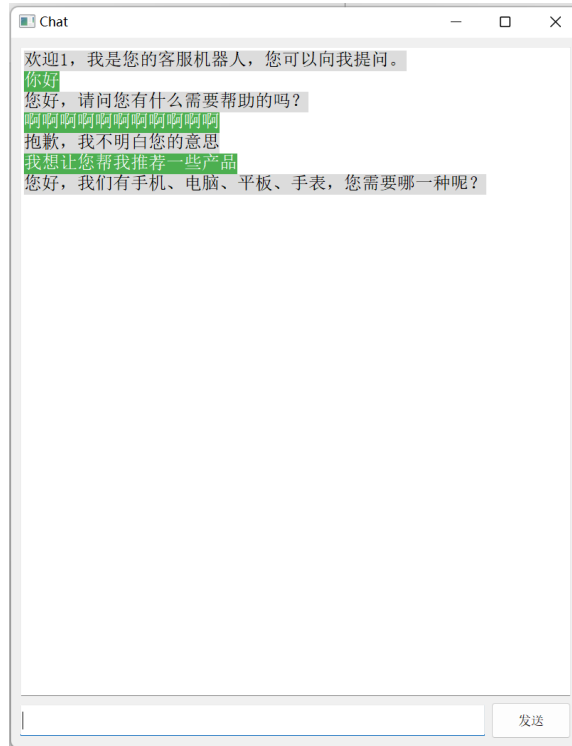 Chat
欢迎1，我是您的客服机器人，您可以向我提问。
你好
您好，请问您有什么需要帮助的吗？
啊啊啊啊啊啊啊啊啊啊啊
抱歉，我不明白您的意思
我想让您帮我推荐一些产品
您好，我们有手机、电脑、平板、手表，您需要哪一种呢？
发送